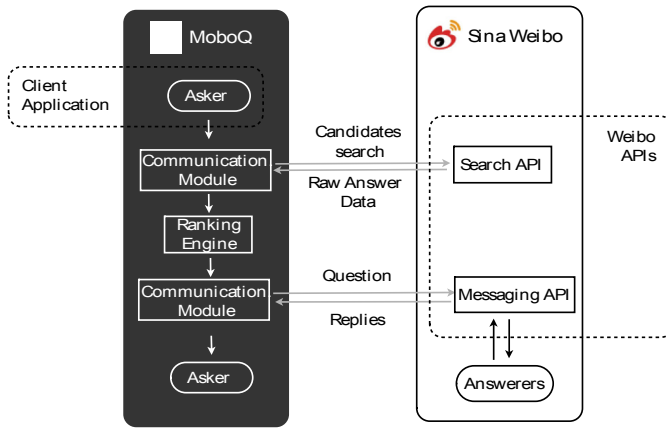 MoboQ
Sina Weibo
Client
Application
Asker
Candidates
search
Weibo
APIs
Communication
Module
Search API
Raw Answer
Data
Ranking
Engine
Question
Communication
Module
Messaging API
Replies
Asker
Answerers